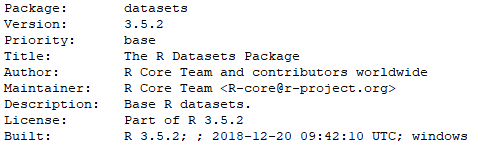 Package: datasets
Version: 3.5.2
Priority: base
Title: The R Datasets Package
Author: R Core Team and contributors worldwide
Maintainer: R Core Team <R-core@r-project.org>
Description: Base R datasets.
License: Part of R 3.5.2
Built: R 3.5.2; ; 2018-12-20 09:42:10 UTC; windows